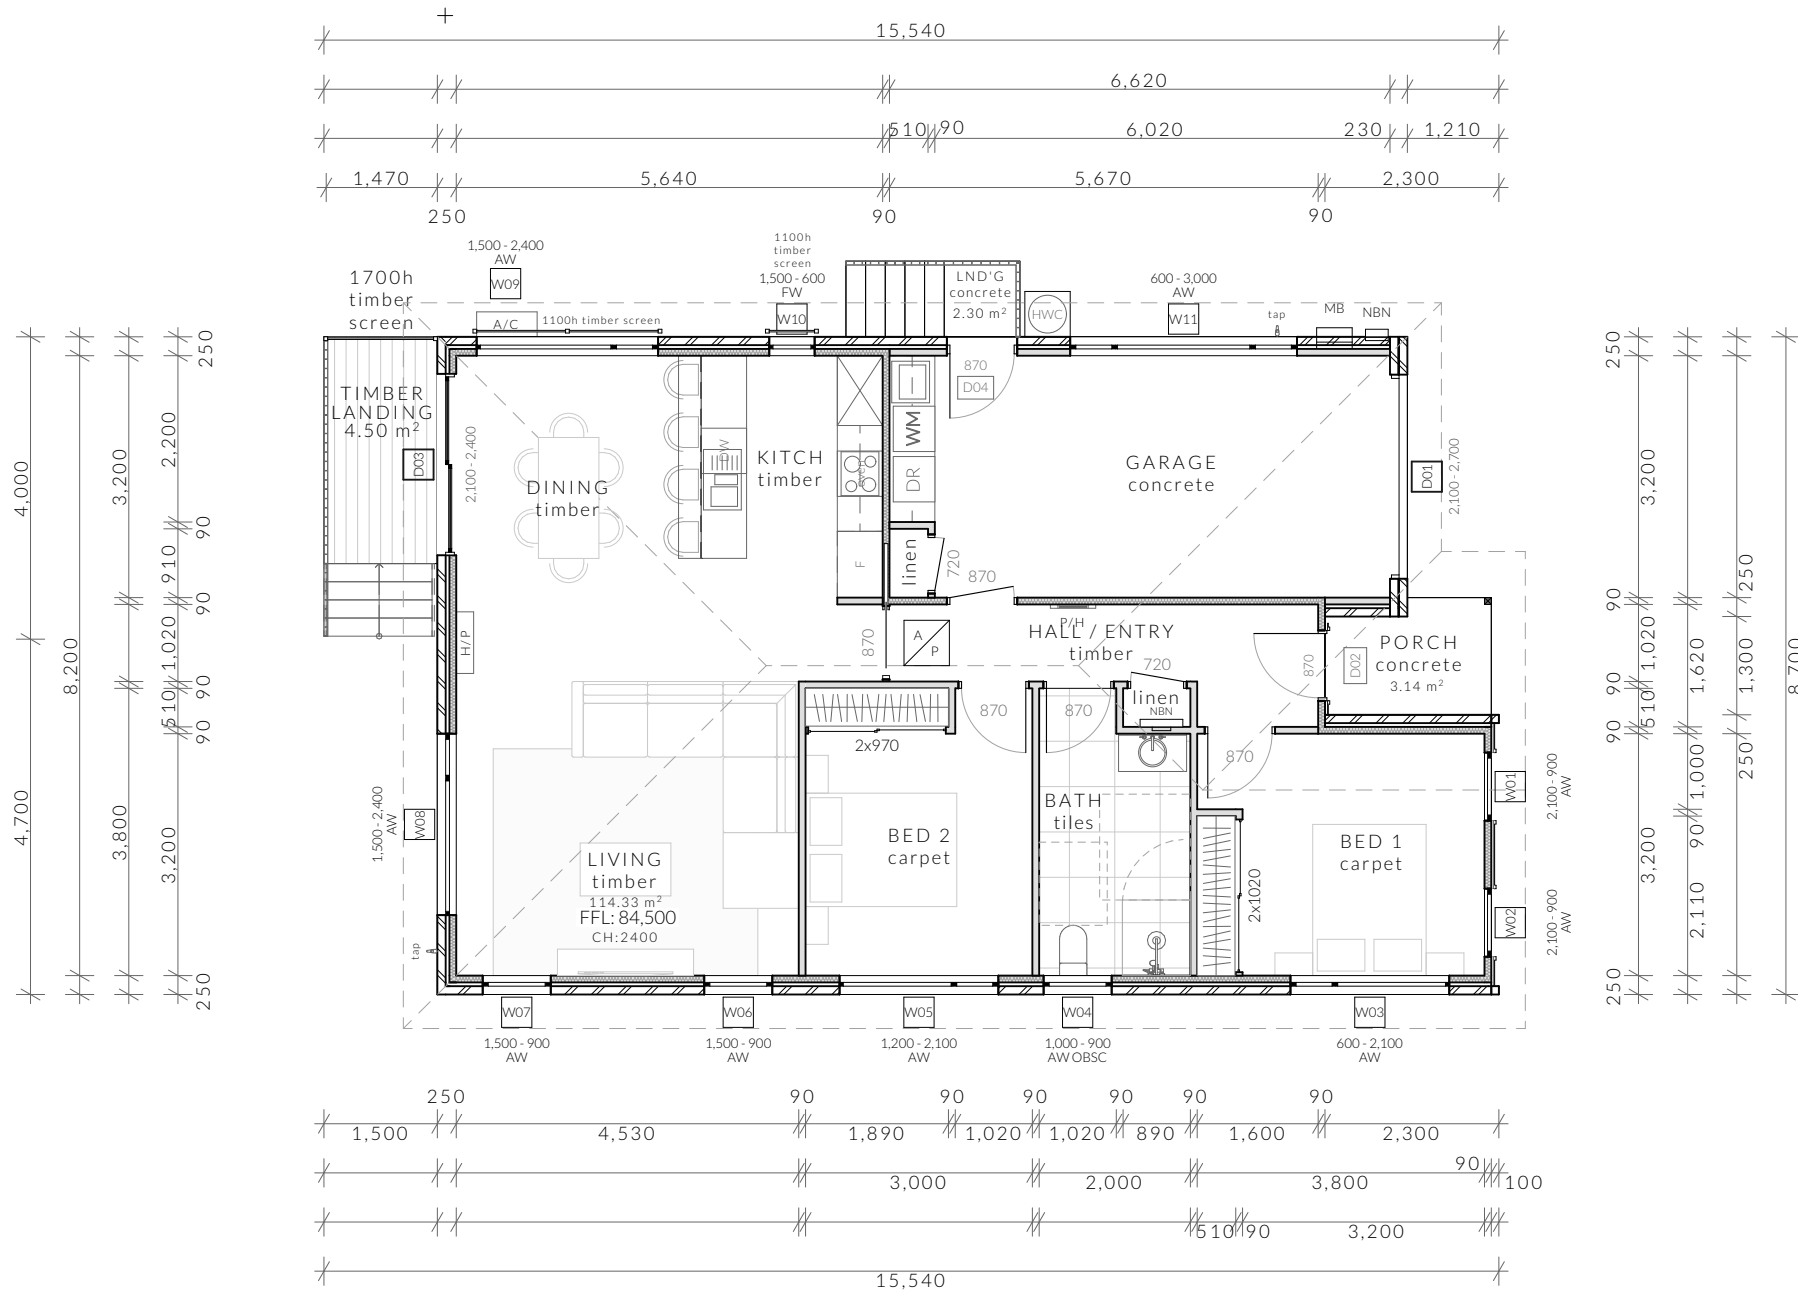 15,540
6,620
510
90
6,020
230
1,210
1,470
5,640
5,670
2,300
250
90
90
1,500 - 2,400
AW
W09
1100h
timber
screen
1,500 - 600
FW
W10
1700h
timber
screen
A/C
1100h timber screen
LND'G
concrete
2.30 m²
HWC
600 - 3,000
AW
W11
tap
MB
NBN
TIMBER
LANDING
4.50 m²
D03
2,100 - 2,400
DINING
timber
DW
KITCH
timber
oven
F
WM
DR
linen
720
870
D04
870
GARAGE
concrete
D01
2,100 - 2,700
H/P
870
A
P
P/H
HALL / ENTRY
timber
720
870
D02
PORCH
concrete
3.14 m²
linen
NBN
870
870
870
2x970
LIVING
timber
114.33 m²
FFL: 84,500
CH:2400
BED 2
carpet
BATH
tiles
2x1020
BED 1
carpet
W08
1,500 - 2,400
AW
tap
W01
2,100 - 900
AW
W02
2,100 - 900
AW
W07
1,500 - 900
AW
W06
1,500 - 900
AW
W05
1,200 - 2,100
AW
W04
1,000 - 900
AW OBSC
W03
600 - 2,100
AW
4,000
4,700
8,200
3,200
3,800
250
2,200
90
910
90
1,020
90
510
90
3,200
250
250
3,200
90
1,020
90
510
90
3,200
250
1,620
1,000
90
2,110
250
1,300
250
8,700
250
90
90
90
90
90
90
1,500
4,530
1,890
1,020
1,020
890
1,600
2,300
3,000
2,000
3,800
90
100
510
90
3,200
15,540